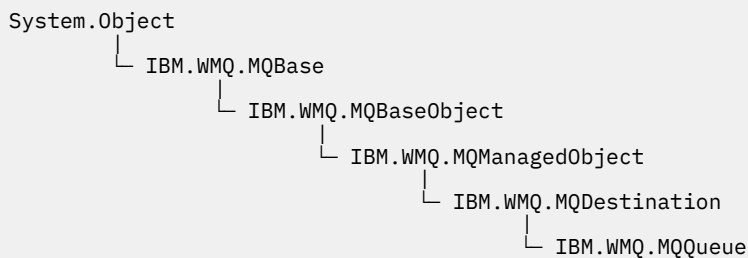 System.Object
IBM.WMQ.MQBase
IBM.WMQ.MQBaseObject
IBM.WMQ.MQManagedObject
IBM.WMQ.MQDestination
IBM.WMQ.MQQueue